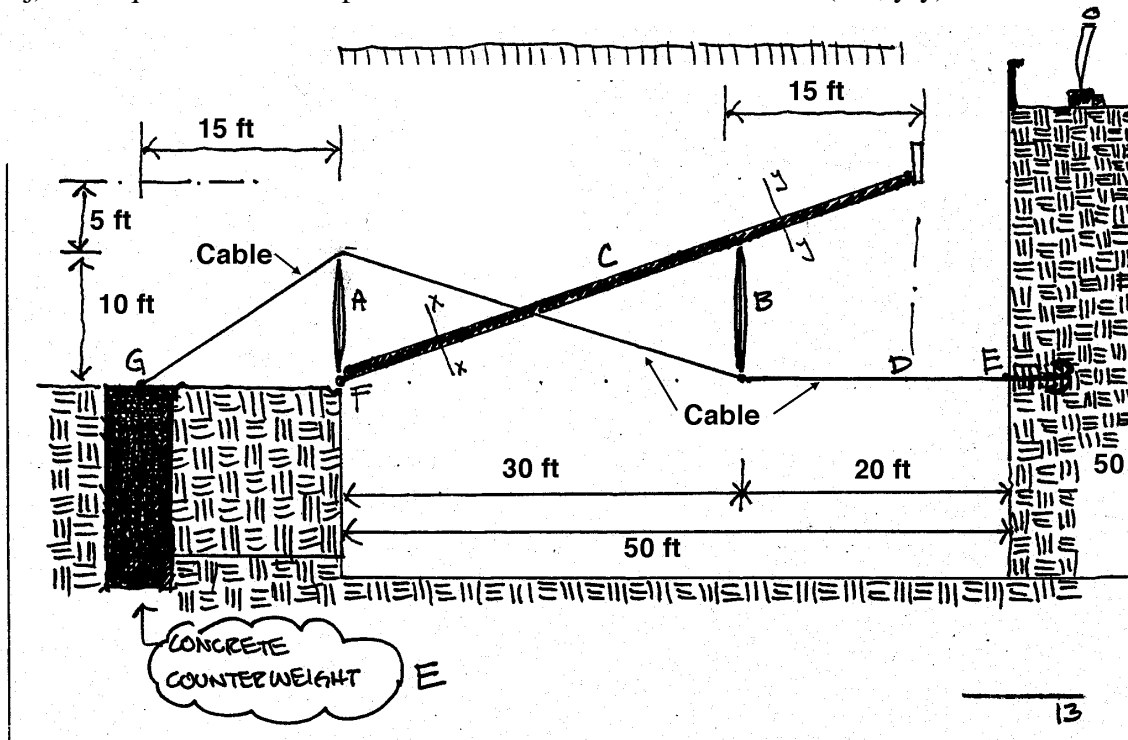 15 ft
15 ft
5 ft
Cable
10 ft
A
C
y
y
x
x
B
G
F
D
E
Cable
50
30 ft
20 ft
50 ft
CONCRETE
COUNTERWEIGHT
E
13